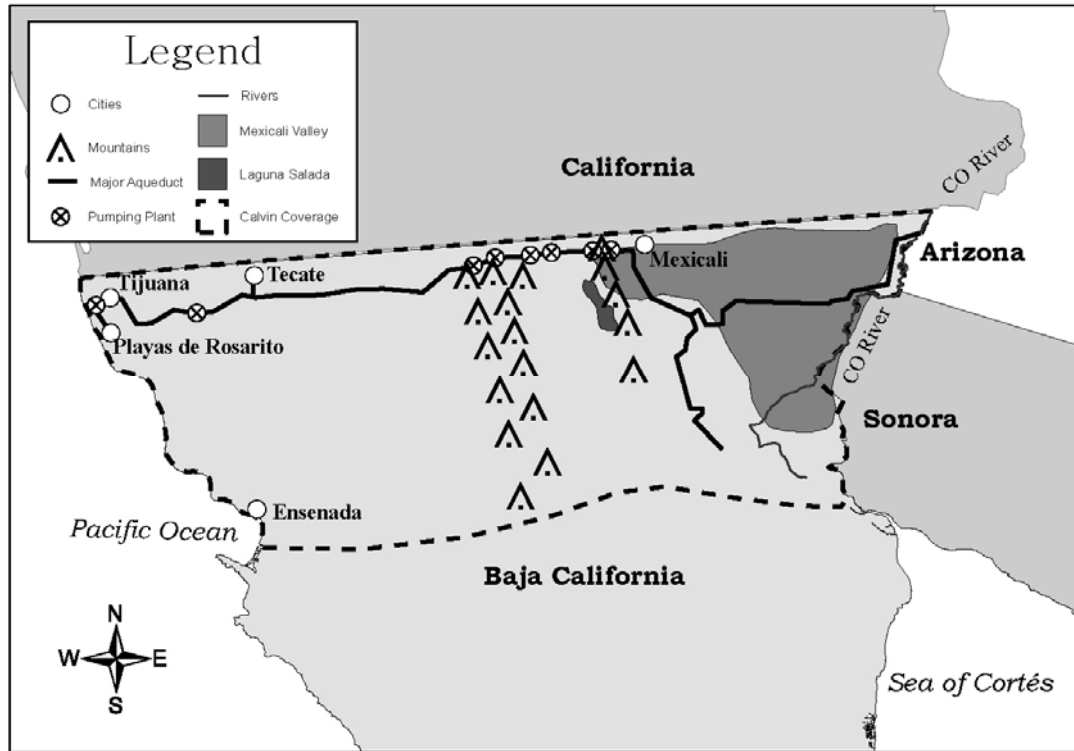 Legend
Cities
Mountains
Major Aqueduct
Pumping Plant
Rivers
Mexicali Valley
Laguna Salada
Calvin Coverage
California
CO River
Arizona
Mexicali
Tecate
Tijuana
Playas de Rosarito
CO River
Sonora
Ensenada
Pacific Ocean
Baja California
Sea of Cortés
N
W
E
S